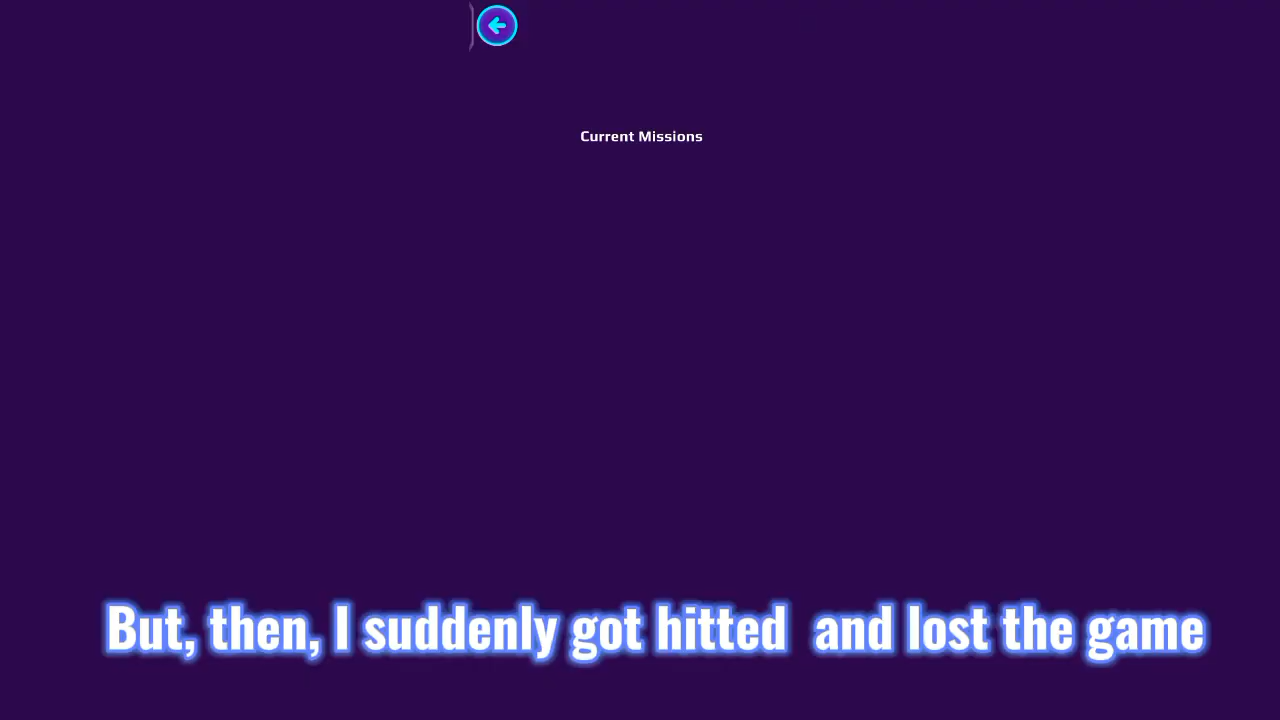 Current Missions
But, then, I suddenly got hitted  and lost the game